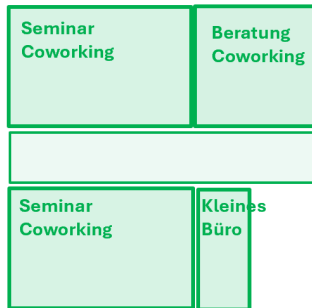 Seminar
Coworking
Beratung
Coworking
Seminar
Coworking
Kleines
Büro